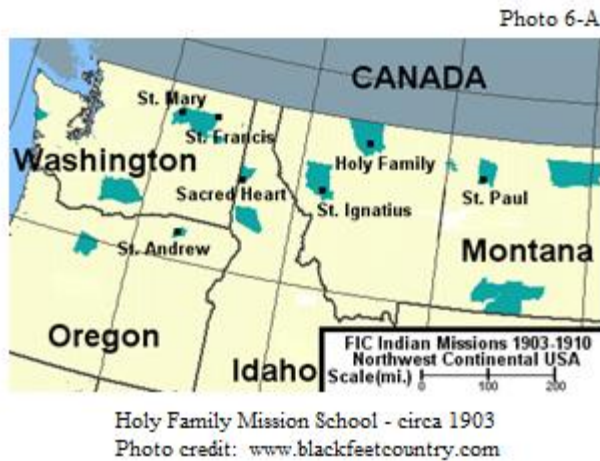 Photo 6-A
CANADA
St. Mary
St. Francis
Washington
Holy Family
Sacred Heart
St. Ignatius
St. Paul
St. Andrew
Montana
Oregon
Idaho
FIC Indian Missions 1903-1910
Northwest Continental USA
Scale(mi.)
0 100 200
Holy Family Mission School - circa 1903
Photo credit: www.blackfeetcountry.com